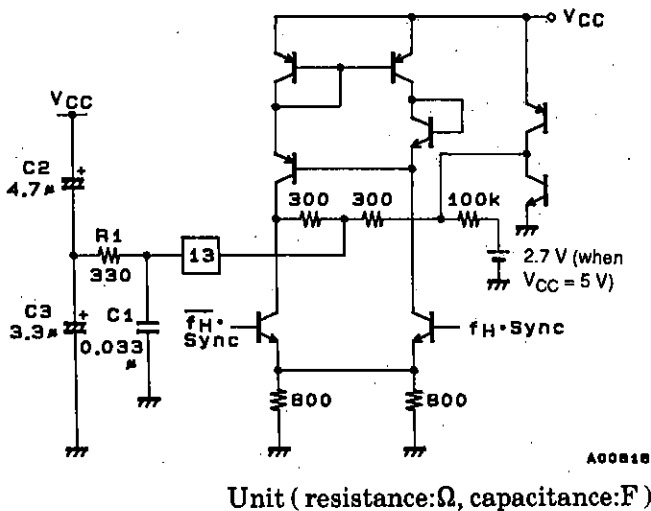 VCC
VCC
C2
4.7μ
+
R1
330
13
300
300
100k
2.7 V (when
VCC = 5 V)
C3
3.3μ
+
C1
0.033
μ
fH•
Sync
fH•Sync
800
800
A00818
Unit ( resistance:Ω, capacitance:F )